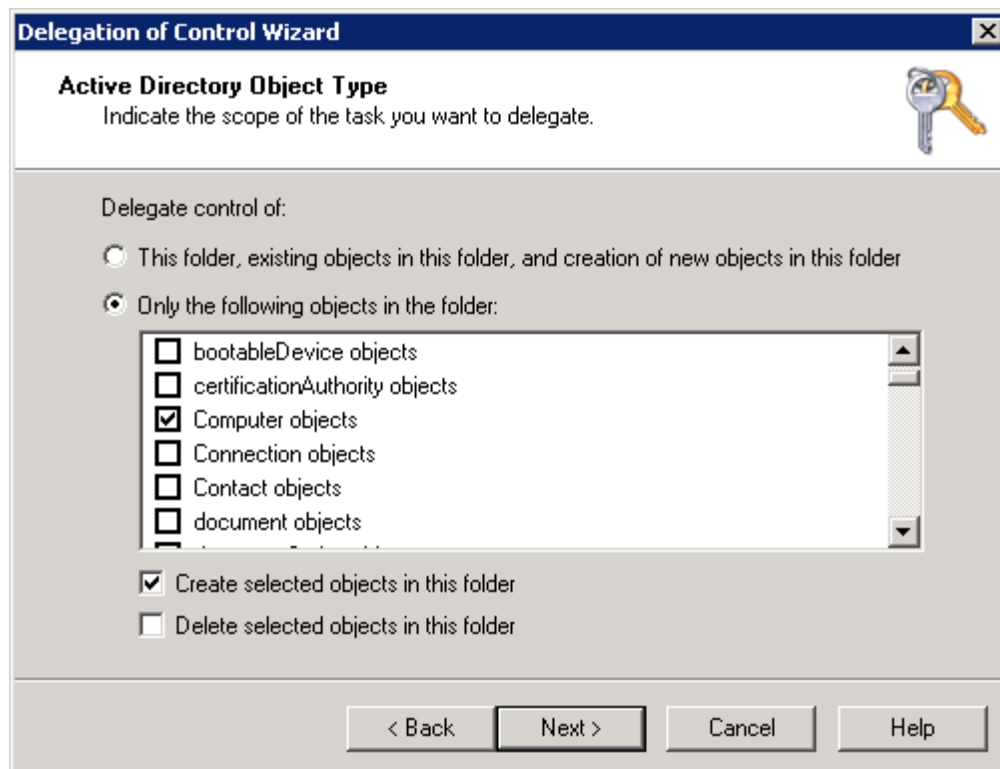 Delegation of Control Wizard
Active Directory Object Type
Indicate the scope of the task you want to delegate.
Delegate control of:
This folder, existing objects in this folder, and creation of new objects in this folder
Only the following objects in the folder:
bootableDevice objects
certificationAuthority objects
Computer objects
Connection objects
Contact objects
document objects
Create selected objects in this folder
Delete selected objects in this folder
< Back Next > Cancel Help